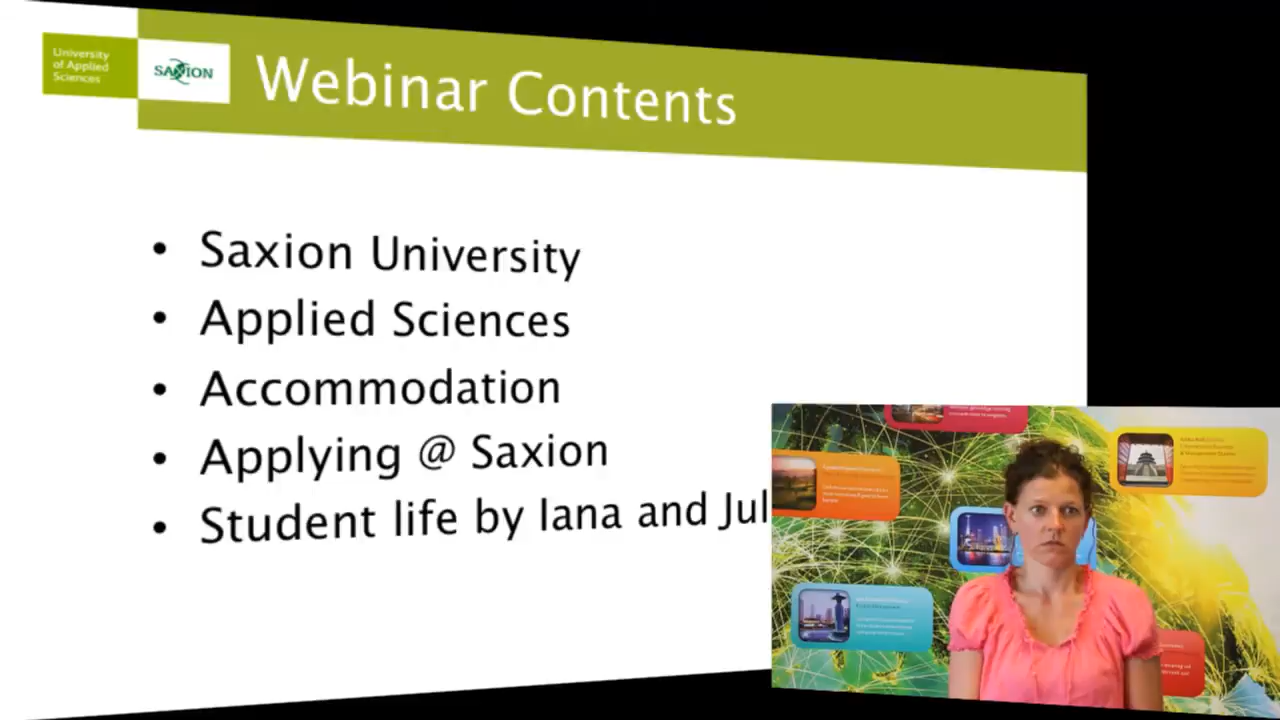 University
of Applied
Sciences
SAXION
Webinar Contents
• Saxion University
• Applied Sciences
• Accommodation
• Applying @ Saxion
• Student life by Iana and Jul